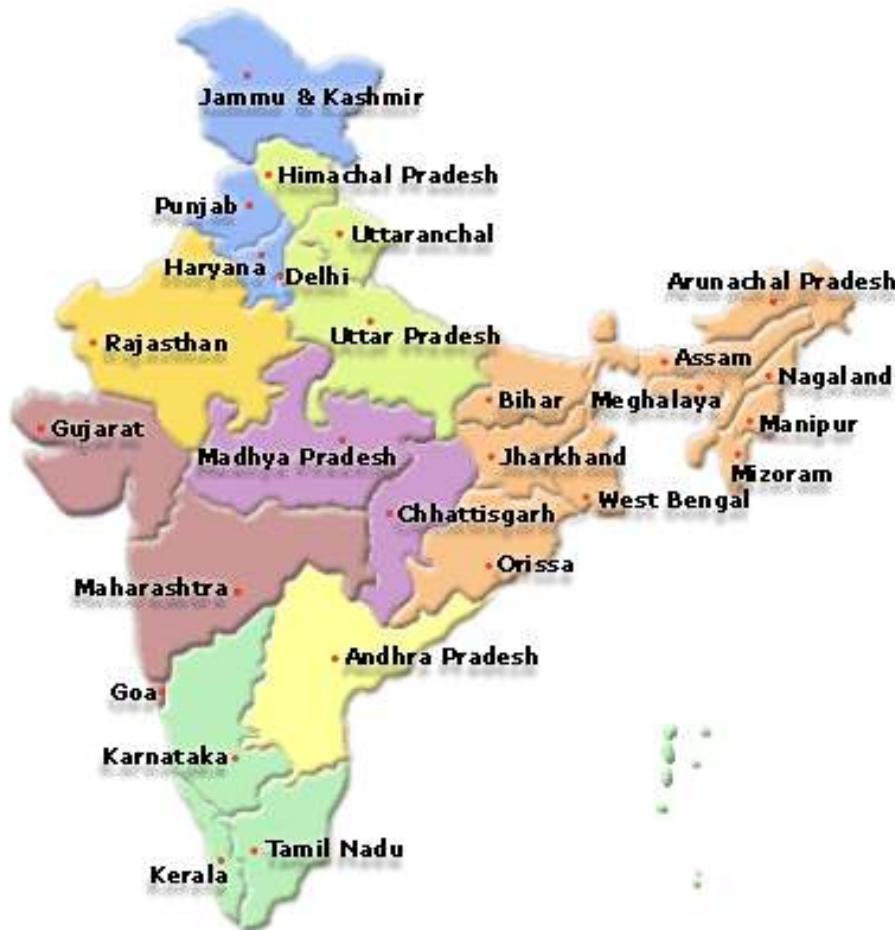 Jammu & Kashmir
Himachal Pradesh
Punjab
Uttaranchal
Haryana
Delhi
Arunachal Pradesh
Rajasthan
Uttar Pradesh
Assam
Nagaland
Bihar
Meghalaya
Gujarat
Manipur
Madhya Pradesh
Jharkhand
Mizoram
West Bengal
Chhattisgarh
Orissa
Maharashtra
Andhra Pradesh
Goa
Karnataka
Tamil Nadu
Kerala